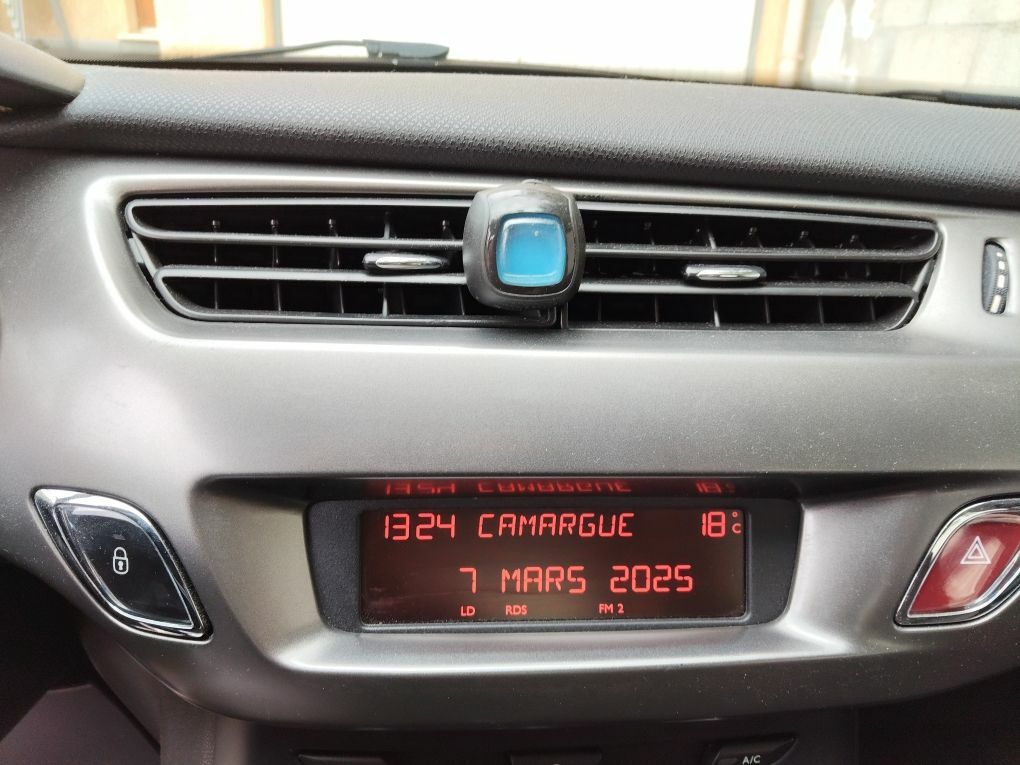 1324 CAMARGUE 18°C
7 MARS 2025
LD RDS FM 2
A/C